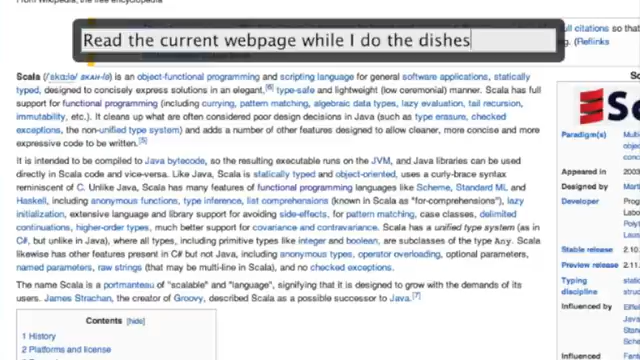 From Wikipedia, the free encyclopedia
full citations so that
(Reflinks
Read the current webpage while I do the dishes
Scala (/ˈskɑːlə/ SKAH-lə) is an object-functional programming and scripting language for general software applications, statically
typed, designed to concisely express solutions in an elegant,[6] type-safe and lightweight (low ceremonial) manner. Scala has full
support for functional programming (including currying, pattern matching, algebraic data types, lazy evaluation, tail recursion,
immutability, etc.). It cleans up what are often considered poor design decisions in Java (such as type erasure, checked
exceptions, the non-unified type system) and adds a number of other features designed to allow cleaner, more concise and more
expressive code to be written.[5]
It is intended to be compiled to Java bytecode, so the resulting executable runs on the JVM, and Java libraries can be used
directly in Scala code and vice-versa. Like Java, Scala is statically typed and object-oriented, uses a curly-brace syntax
reminiscent of C. Unlike Java, Scala has many features of functional programming languages like Scheme, Standard ML and
Haskell, including anonymous functions, type inference, list comprehensions (known in Scala as "for-comprehensions"), lazy
initialization, extensive language and library support for avoiding side-effects, for pattern matching, case classes, delimited
continuations, higher-order types, much better support for covariance and contravariance. Scala has a unified type system (as in
C#, but unlike in Java), where all types, including primitive types like integer and boolean, are subclasses of the type Any. Scala
likewise has other features present in C# but not Java, including anonymous types, operator overloading, optional parameters,
named parameters, raw strings (that may be multi-line in Scala), and no checked exceptions.
The name Scala is a portmanteau of "scalable" and "language", signifying that it is designed to grow with the demands of its
users. James Strachan, the creator of Groovy, described Scala as a possible successor to Java.[7]
Contents [hide]
1 History
2 Platforms and license
Sc
Paradigm(s)
Appeared in 2003
Designed by
Developer
Stable release 2.10
Preview release 2.11
Typing
discipline
Influenced by